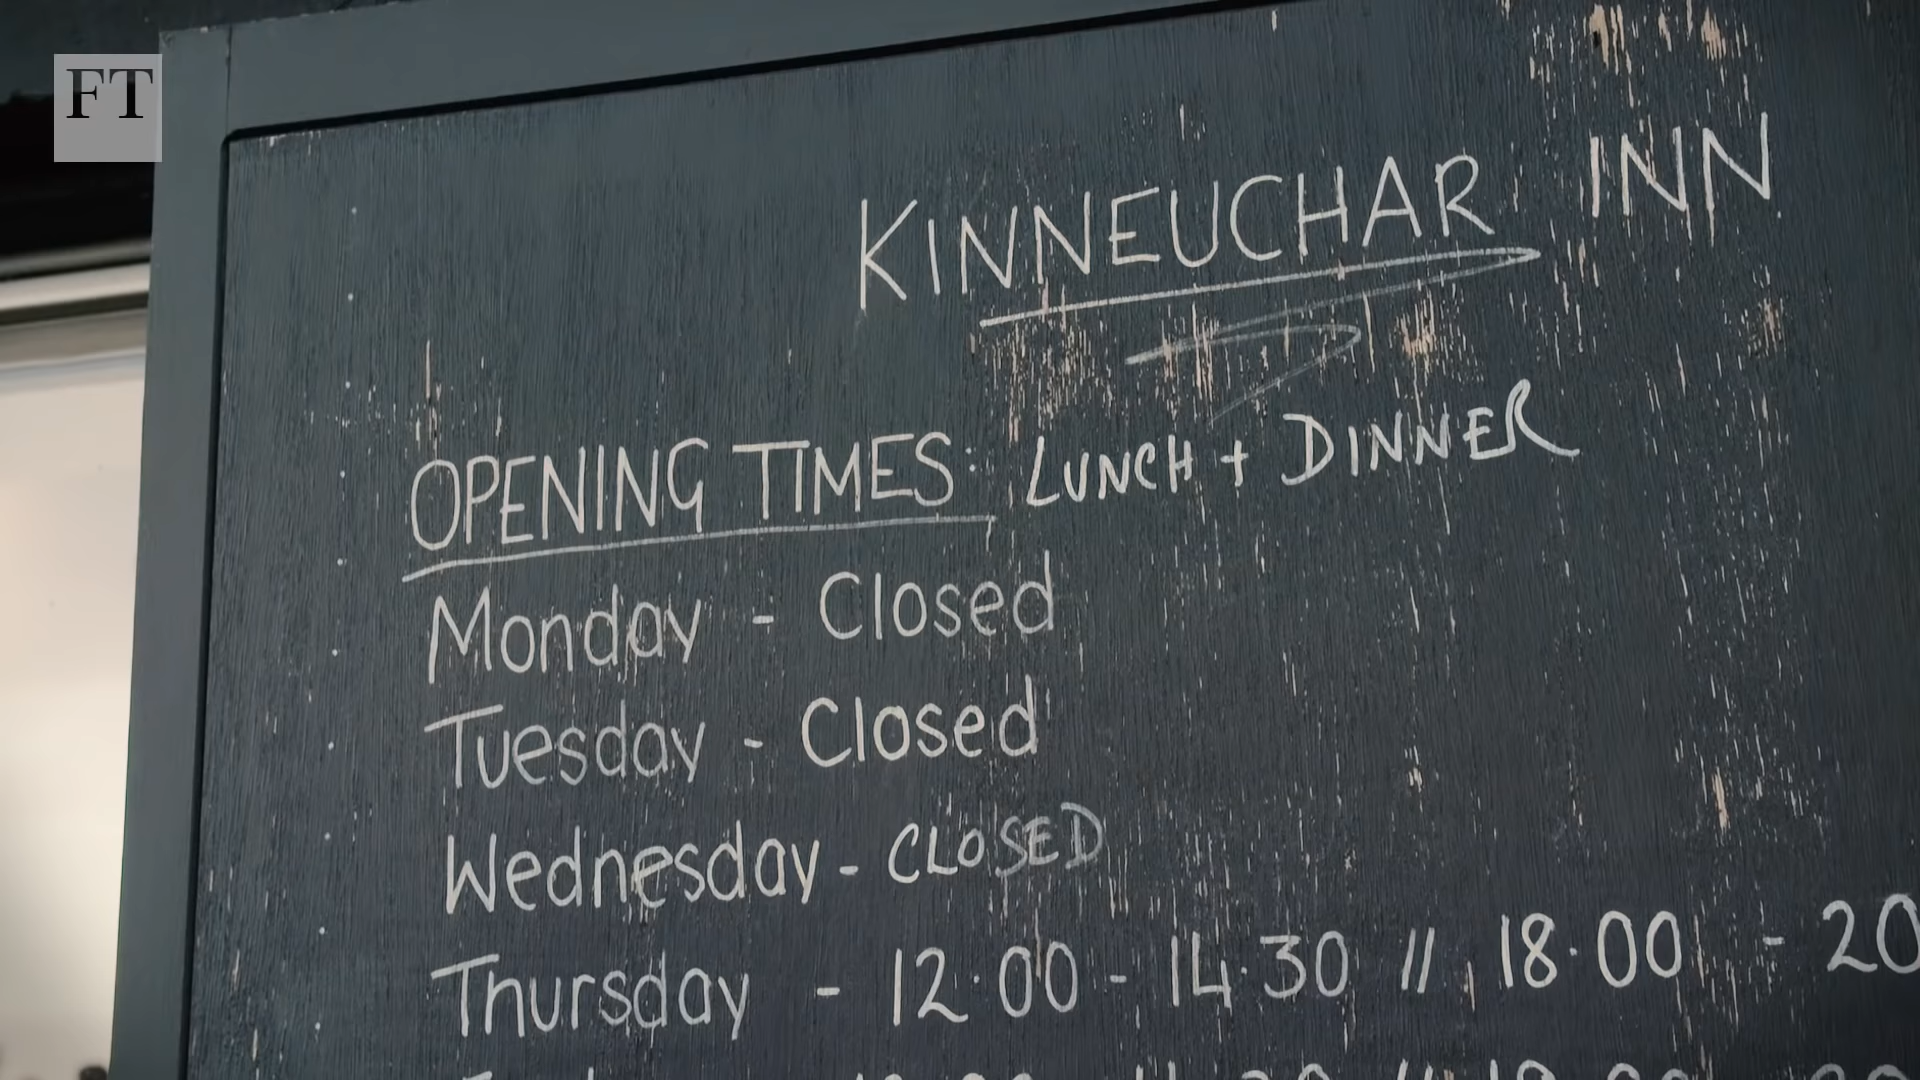 FT
KINNEUCHAR INN
OPENING TIMES: LUNCH + DINNER
Monday - Closed
Tuesday - Closed
Wednesday - CLOSED
Thursday - 12.00 - 14.30 // 18.00 - 20